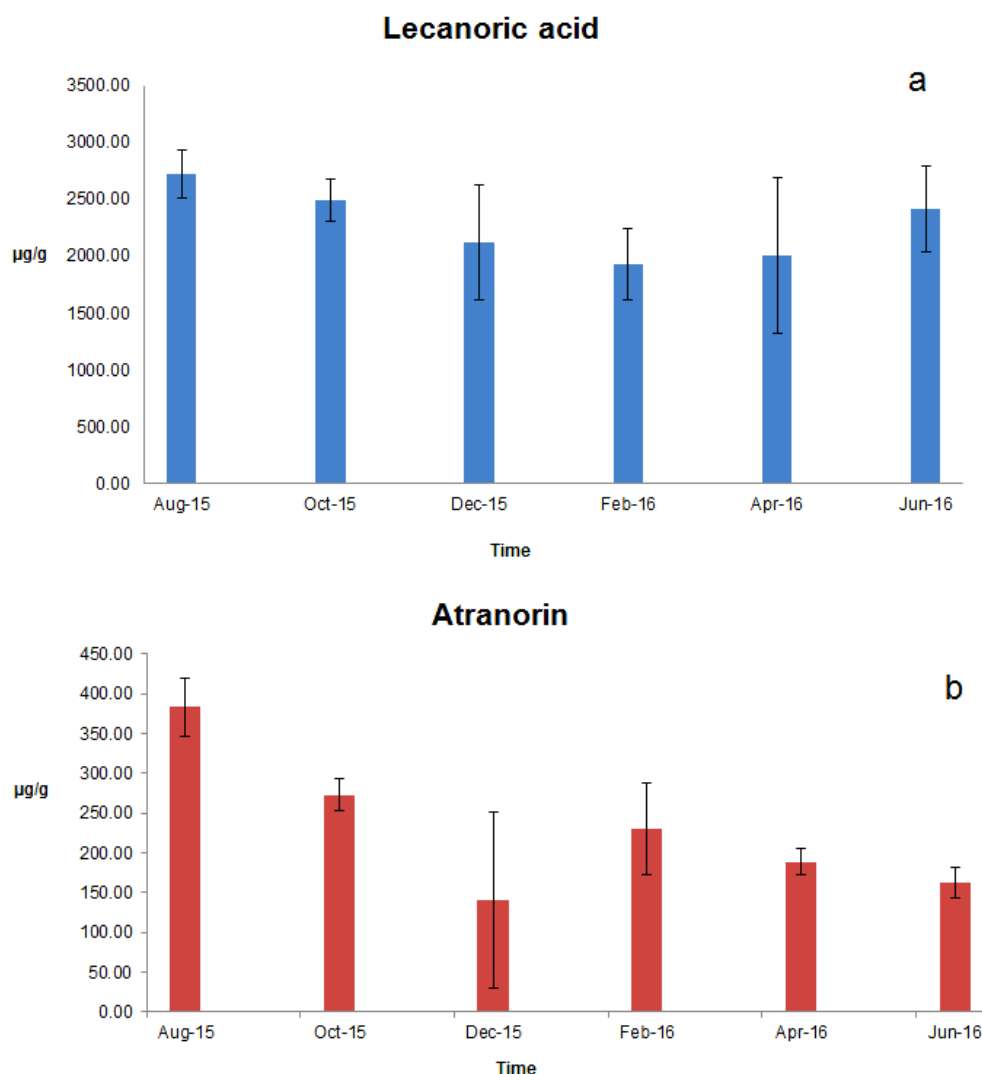 Lecanoric acid
a
3500.00
3000.00
2500.00
2000.00
1500.00
1000.00
500.00
0.00
µg/g
Aug-15 Oct-15 Dec-15 Feb-16 Apr-16 Jun-16
Time
Atranorin
b
450.00
400.00
350.00
300.00
250.00
200.00
150.00
100.00
50.00
0.00
µg/g
Aug-15 Oct-15 Dec-15 Feb-16 Apr-16 Jun-16
Time